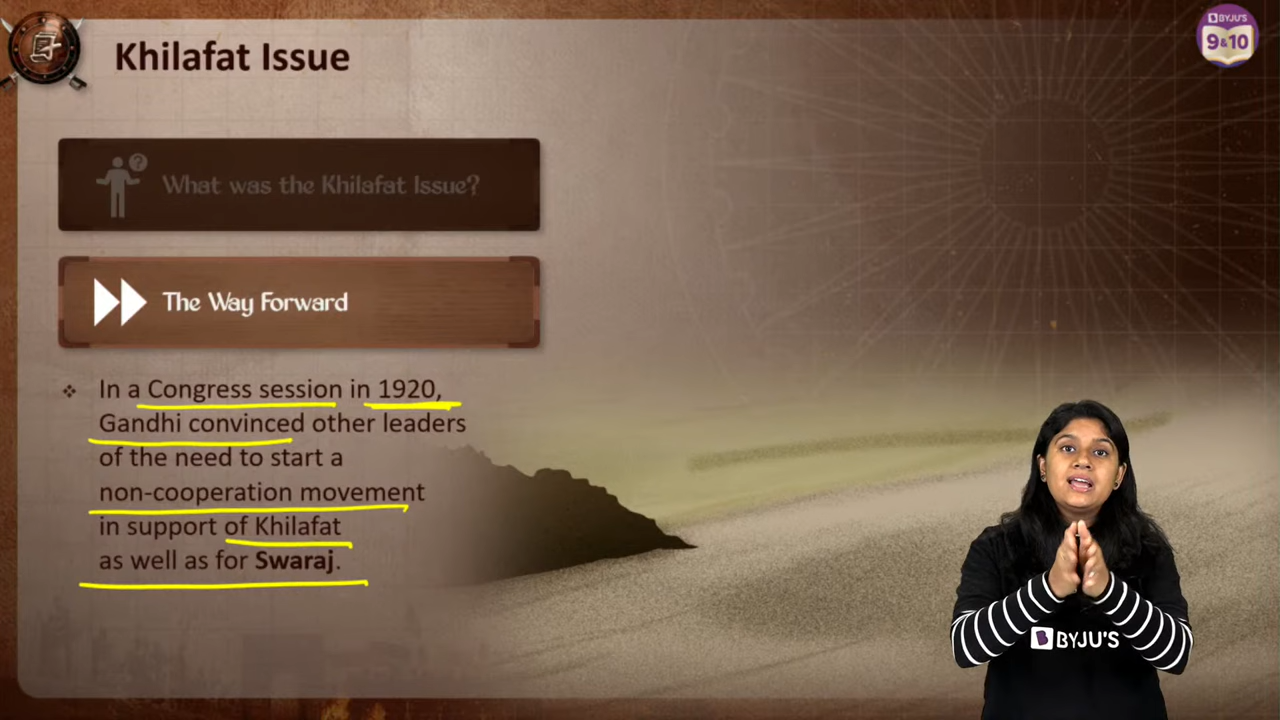 Khilafat Issue
BYJU'S
9&10
What was the Khilafat Issue?
The Way Forward
In a Congress session in 1920,
Gandhi convinced other leaders
of the need to start a
non-cooperation movement
in support of Khilafat
as well as for Swaraj.
BYJU'S